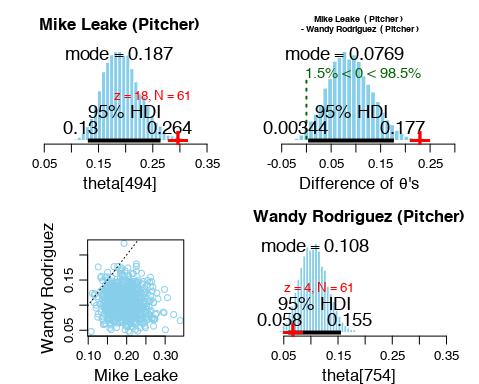 Mike Leake (Pitcher)
mode = 0.187
z = 18, N = 61
95% HDI
0.13 0.264
0.05 0.15 0.25 0.35
theta[494]
Mike Leake ( Pitcher )
- Wandy Rodriguez ( Pitcher )
mode = 0.0769
1.5% < 0 < 98.5%
95% HDI
0.00344 0.177
-0.05 0.05 0.15 0.25
Difference of θ's
Wandy Rodriguez
0.05 0.15
0.10 0.20 0.30
Mike Leake
Wandy Rodriguez (Pitcher)
mode = 0.108
z = 4, N = 61
95% HDI
0.058 0.155
0.05 0.15 0.25 0.35
theta[754]